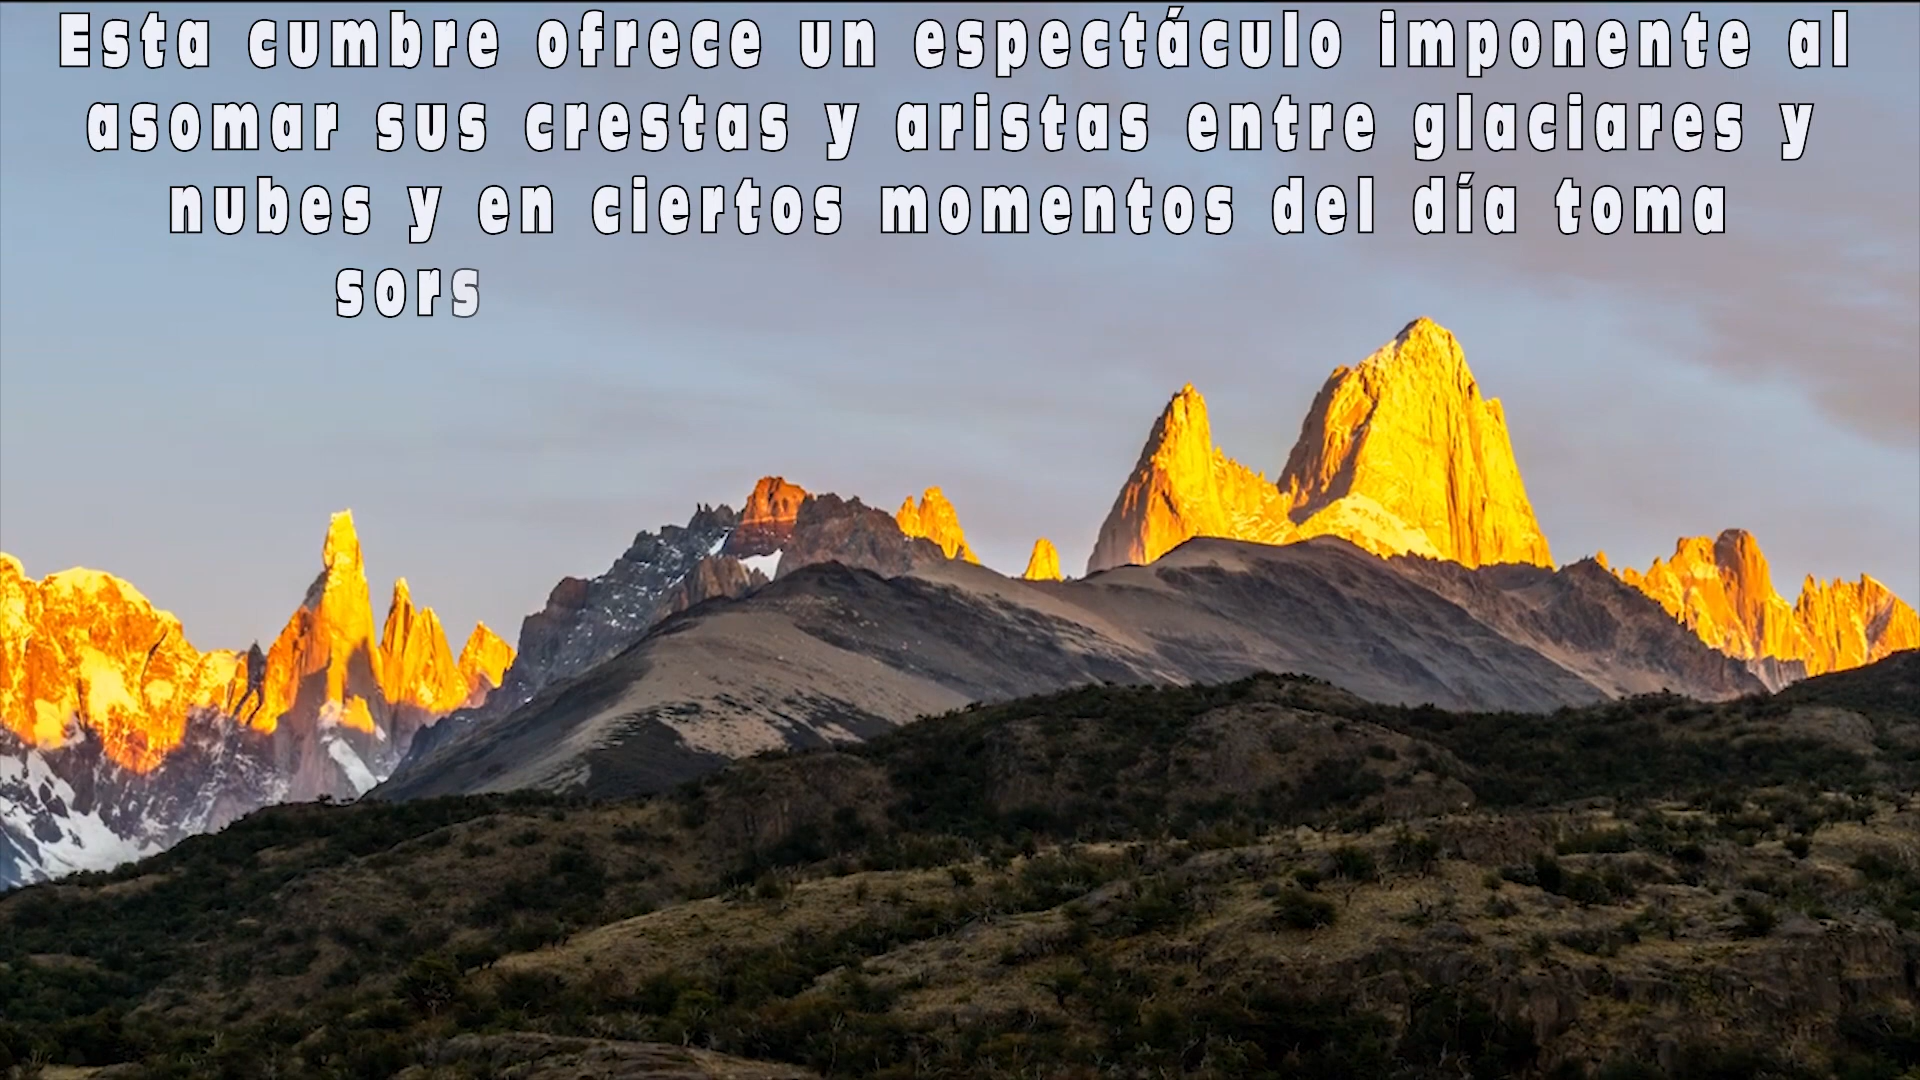 Esta cumbre ofrece un espectáculo imponente al
asomar sus crestas y aristas entre glaciares y
nubes y en ciertos momentos del día toma
sors